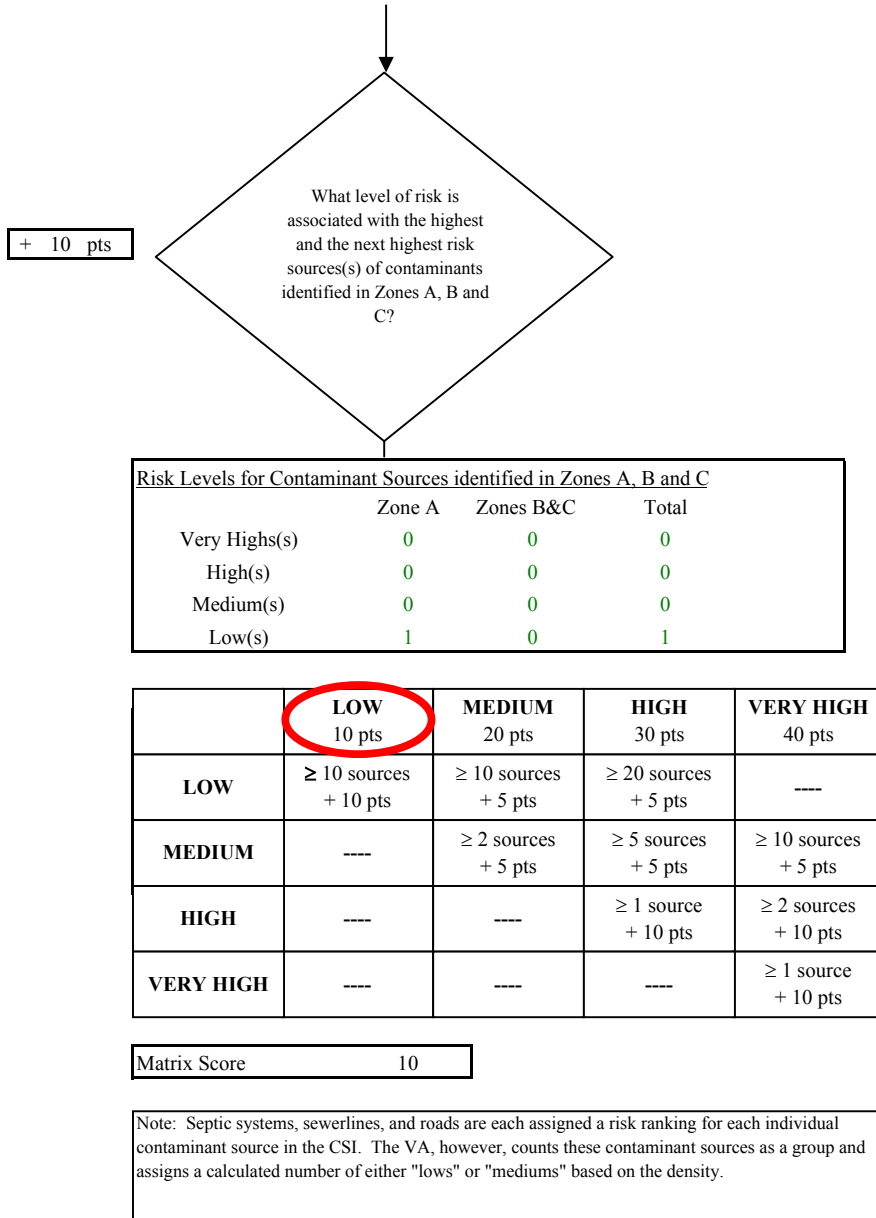 What level of risk is
associated with the highest
and the next highest risk
sources(s) of contaminants
identified in Zones A, B and
C?
+ 10 pts
Risk Levels for Contaminant Sources identified in Zones A, B and C
Zone A Zones B&C Total
Very Highs(s) 0 0 0
High(s) 0 0 0
Medium(s) 0 0 0
Low(s) 1 0 1
LOW MEDIUM HIGH VERY HIGH
10 pts 20 pts 30 pts 40 pts
LOW ≥ 10 sources ≥ 10 sources ≥ 20 sources ----
+ 10 pts + 5 pts + 5 pts
MEDIUM ---- ≥ 2 sources ≥ 5 sources ≥ 10 sources
+ 5 pts + 5 pts + 5 pts
HIGH ---- ---- ≥ 1 source ≥ 2 sources
+ 10 pts + 10 pts
VERY HIGH ---- ---- ---- ≥ 1 source
+ 10 pts
Matrix Score 10
Note: Septic systems, sewerlines, and roads are each assigned a risk ranking for each individual
contaminant source in the CSI. The VA, however, counts these contaminant sources as a group and
assigns a calculated number of either "lows" or "mediums" based on the density.